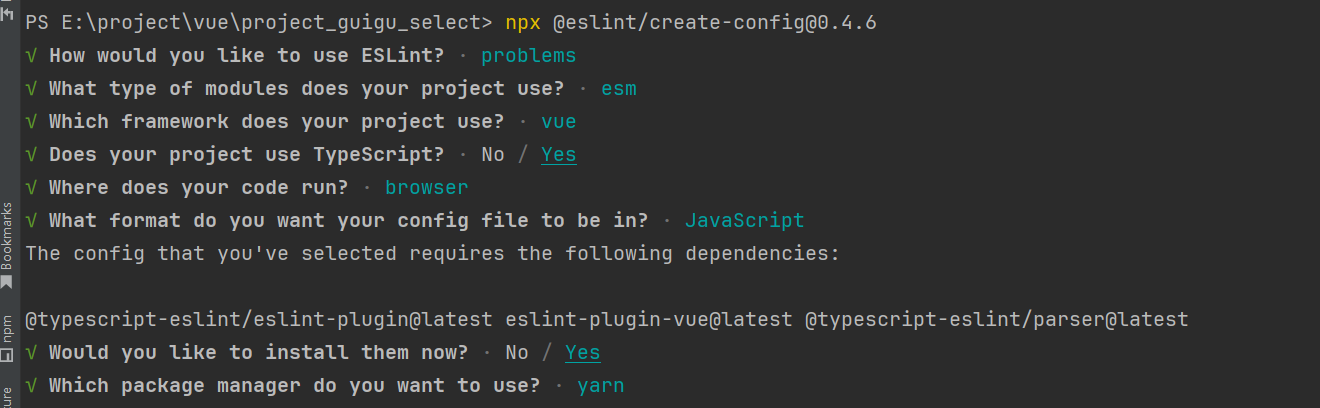 PS E:\project\vue\project_guigu_select> npx @eslint/create-config@0.4.6
√ How would you like to use ESLint? · problems
√ What type of modules does your project use? · esm
√ Which framework does your project use? · vue
√ Does your project use TypeScript? · No / Yes
√ Where does your code run? · browser
√ What format do you want your config file to be in? · JavaScript
The config that you've selected requires the following dependencies:
@typescript-eslint/eslint-plugin@latest eslint-plugin-vue@latest @typescript-eslint/parser@latest
√ Would you like to install them now? · No / Yes
√ Which package manager do you want to use? · yarn
Bookmarks
npm